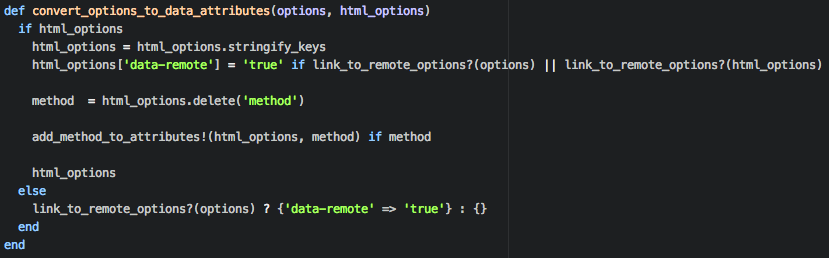 def convert_options_to_data_attributes(options, html_options)
  if html_options
    html_options = html_options.stringify_keys
    html_options['data-remote'] = 'true' if link_to_remote_options?(options) || link_to_remote_options?(html_options)

    method  = html_options.delete('method')

    add_method_to_attributes!(html_options, method) if method

    html_options
  else
    link_to_remote_options?(options) ? {'data-remote' => 'true'} : {}
  end
end